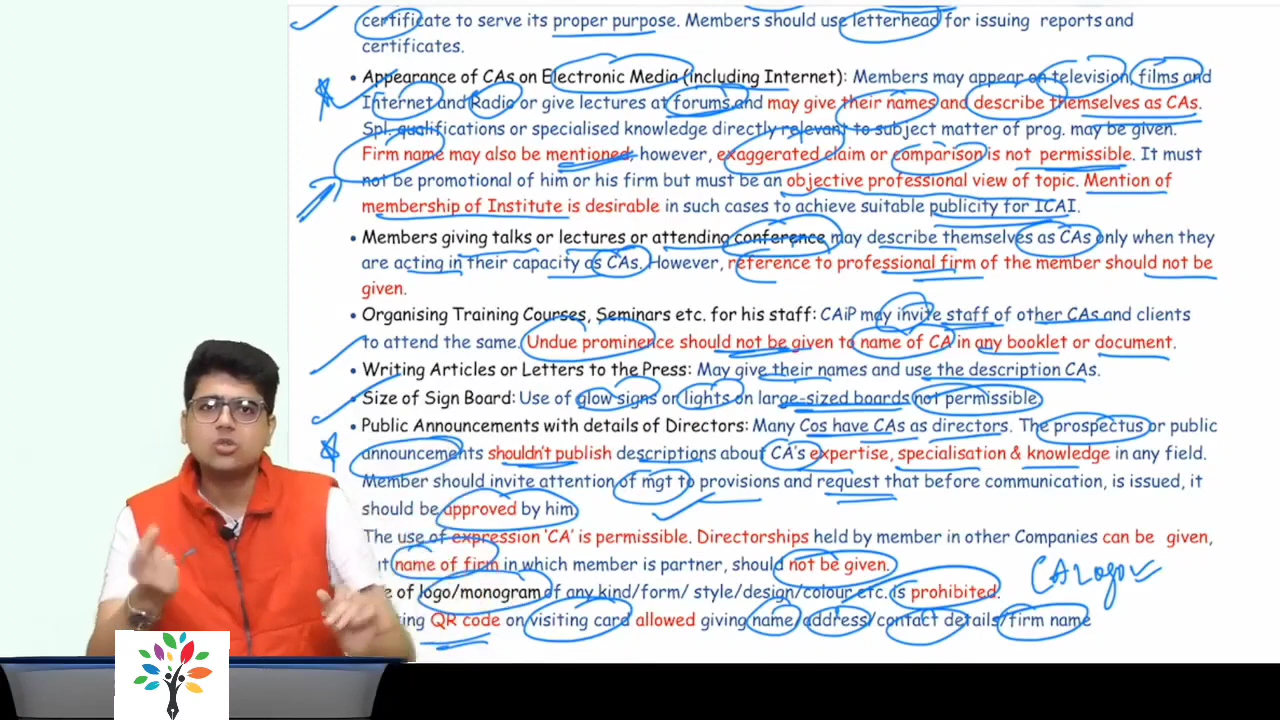 certificate to serve its proper purpose. Members should use letterhead for issuing reports and
certificates.
• Appearance of CAs on Electronic Media (including Internet): Members may appear on television, films and
Internet and Radio or give lectures at forums and may give their names and describe themselves as CAs.
Spl. qualifications or specialised knowledge directly relevant to subject matter of prog. may be given.
Firm name may also be mentioned, however, exaggerated claim or comparison is not permissible. It must
not be promotional of him or his firm but must be an objective professional view of topic. Mention of
membership of Institute is desirable in such cases to achieve suitable publicity for ICAI.
• Members giving talks or lectures or attending conference may describe themselves as CAs only when they
are acting in their capacity as CAs. However, reference to professional firm of the member should not be
given.
• Organising Training Courses, Seminars etc. for his staff: CAiP may invite staff of other CAs and clients
to attend the same. Undue prominence should not be given to name of CA in any booklet or document.
• Writing Articles or Letters to the Press: May give their names and use the description CAs.
• Size of Sign Board: Use of glow signs or lights on large-sized boards not permissible.
• Public Announcements with details of Directors: Many Cos have CAs as directors. The prospectus or public
announcements shouldn't publish descriptions about CA's expertise, specialisation & knowledge in any field.
Member should invite attention of mgt to provisions and request that before communication, is issued, it
should be approved by him.
The use of expression 'CA' is permissible. Directorships held by member in other Companies can be given,
name of firm in which member is partner, should not be given.
of logo/monogram of any kind/form/ style/design/colour etc. is prohibited.
QR code on visiting card allowed giving name/address/contact details/firm name
CA Logo